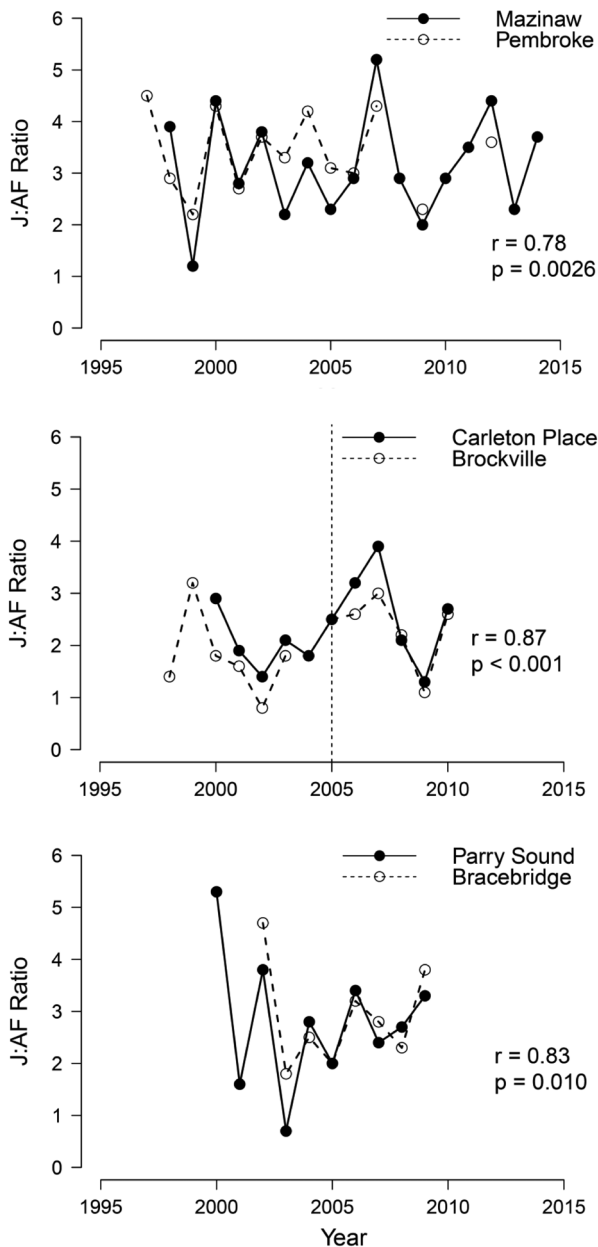 Mazinaw
Pembroke
6
5
4
3
2
1
0
J:AF Ratio
r = 0.78
p = 0.0026
1995 2000 2005 2010 2015
Carleton Place
Brockville
6
5
4
3
2
1
0
J:AF Ratio
r = 0.87
p < 0.001
1995 2000 2005 2010 2015
Parry Sound
Bracebridge
6
5
4
3
2
1
0
J:AF Ratio
r = 0.83
p = 0.010
1995 2000 2005 2010 2015
Year